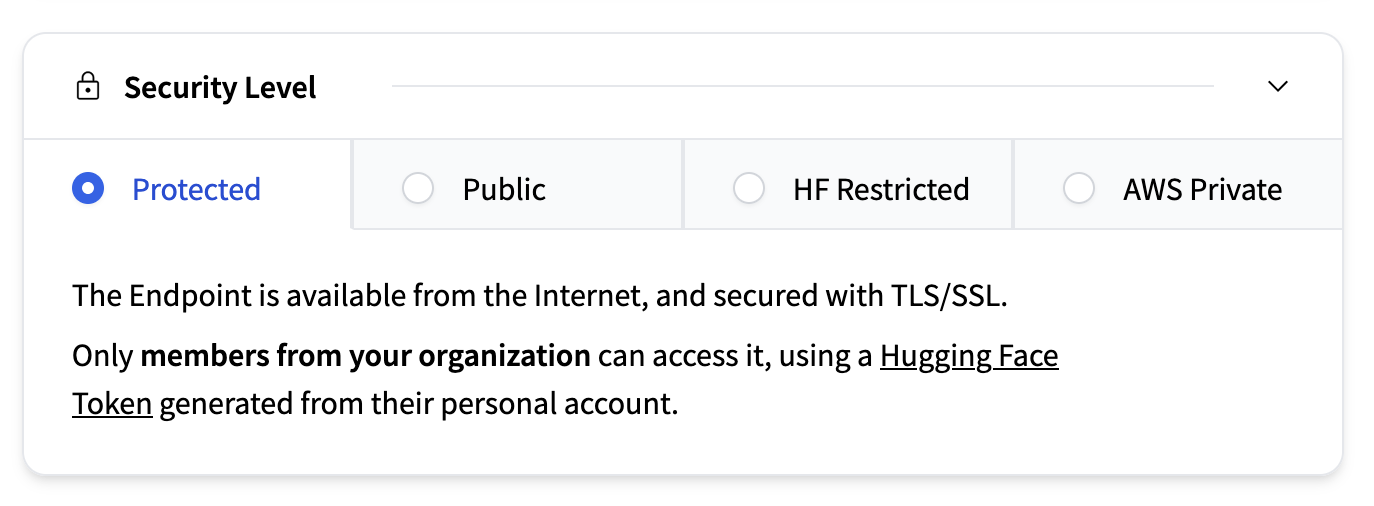 Security Level
Protected
Public
HF Restricted
AWS Private
The Endpoint is available from the Internet, and secured with TLS/SSL.
Only members from your organization can access it, using a Hugging Face
Token generated from their personal account.